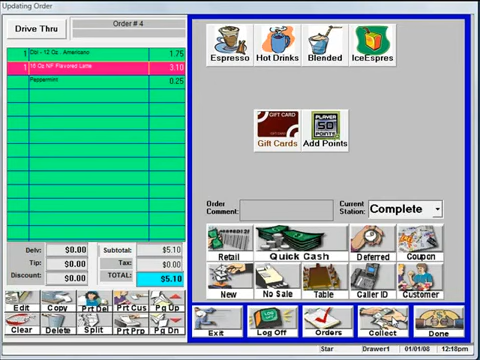 Updating Order
Drive Thru
Order # 4
1 Dbl - 12 Oz. Americano 1.75
1 16 Oz NF Flavored Latte 3.10
Peppermint 0.25
Espresso
Hot Drinks
Blended
IceEspres
GIFT CARD
Gift Cards
PLAYER
50
POINTS
Add Points
Order
Comment:
Current
Station:
Complete
Delv: $0.00
Tip: $0.00
Discount: $0.00
Subtotal: $5.10
Tax: $0.00
TOTAL: $5.10
Retail
Quick Cash
Deferred
Coupon
New
No Sale
Table
Caller ID
Customer
Edit
Copy
Prt Del
Prt Cus
Pg Up
Clear
Delete
Split
Prt Prp
Pg Dn
Exit
Log Off
Orders
Collect
Done
Star
Drawer1
01/01/08
12:18pm